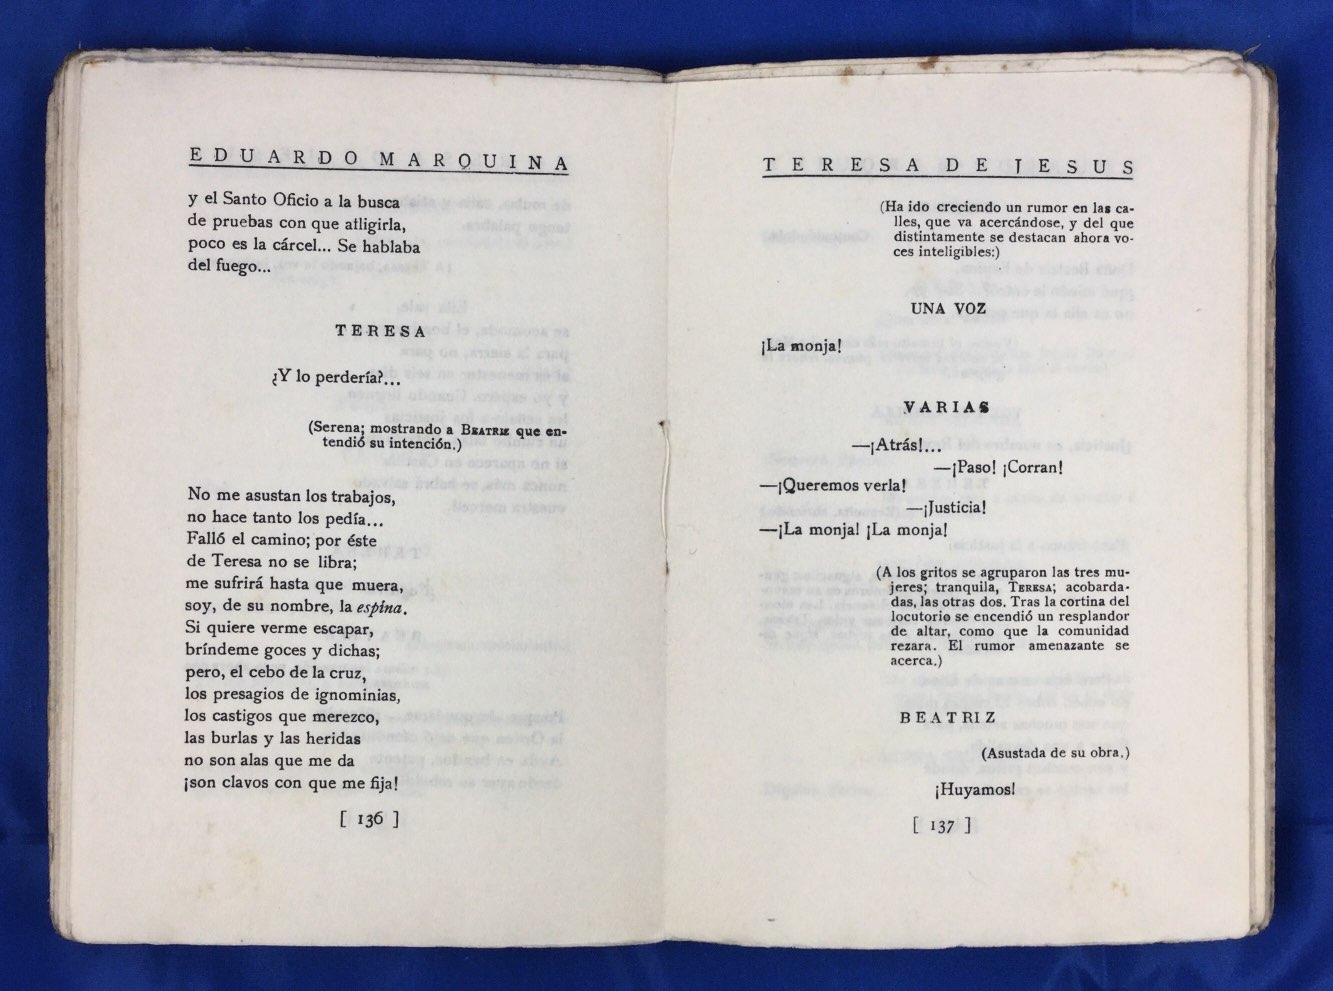 EDUARDO MARQUINA
y el Santo Oficio a la busca
de pruebas con que atligirla,
poco es la cárcel... Se hablaba
del fuego...
TERESA
¿Y lo perdería?...
(Serena; mostrando a BEATRIZ que en-
tendió su intención.)
No me asustan los trabajos,
no hace tanto los pedía...
Falló el camino; por éste
de Teresa no se libra;
me sufrirá hasta que muera,
soy, de su nombre, la espina.
Si quiere verme escapar,
bríndeme goces y dichas;
pero, el cebo de la cruz,
los presagios de ignominias,
los castigos que merezco,
las burlas y las heridas
no son alas que me da
¡son clavos con que me fija!
[ 136 ]
TERESA DE JESUS
(Ha ido creciendo un rumor en las ca-
lles, que va acercándose, y del que
distintamente se destacan ahora vo-
ces inteligibles:)
UNA VOZ
¡La monja!
VARIAS
—¡Atrás!...
—¡Paso! ¡Corran!
—¡Queremos verla!
—¡Justicia!
—¡La monja! ¡La monja!
(A los gritos se agruparon las tres mu-
jeres; tranquila, TERESA; acobarda-
das, las otras dos. Tras la cortina del
locutorio se encendió un resplandor
de altar, como que la comunidad
rezara. El rumor amenazante se
acerca.)
BEATRIZ
(Asustada de su obra.)
¡Huyamos!
[ 137 ]